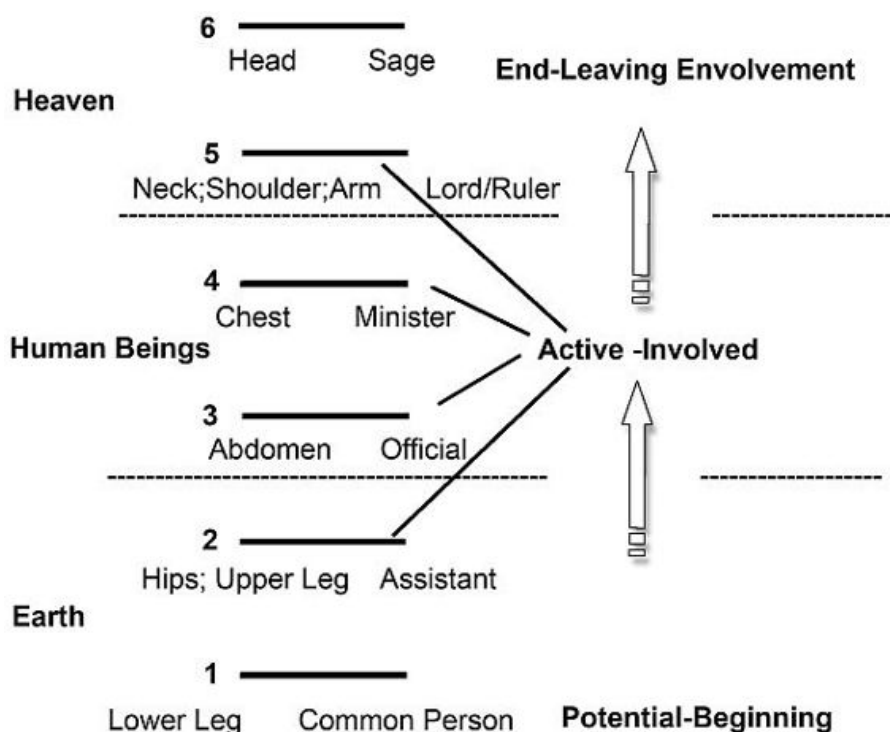 6
Head Sage
End-Leaving Envolvement
Heaven
5
Neck;Shoulder;Arm Lord/Ruler
4
Chest Minister
Human Beings
Active -Involved
3
Abdomen Official
2
Hips; Upper Leg Assistant
Earth
1
Lower Leg Common Person Potential-Beginning